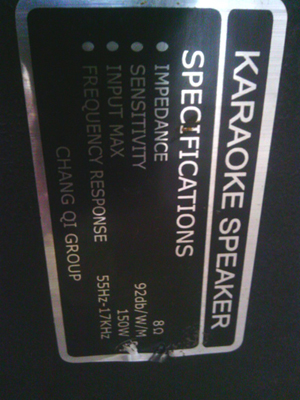 KARAOKE SPEAKER
SPECIFICATIONS
IMPEDANCE 8Ω
SENSITIVITY 92db/W/M
INPUT MAX 150W
FREQUENCY RESPONSE 55Hz-17KHz
CHANG QI GROUP